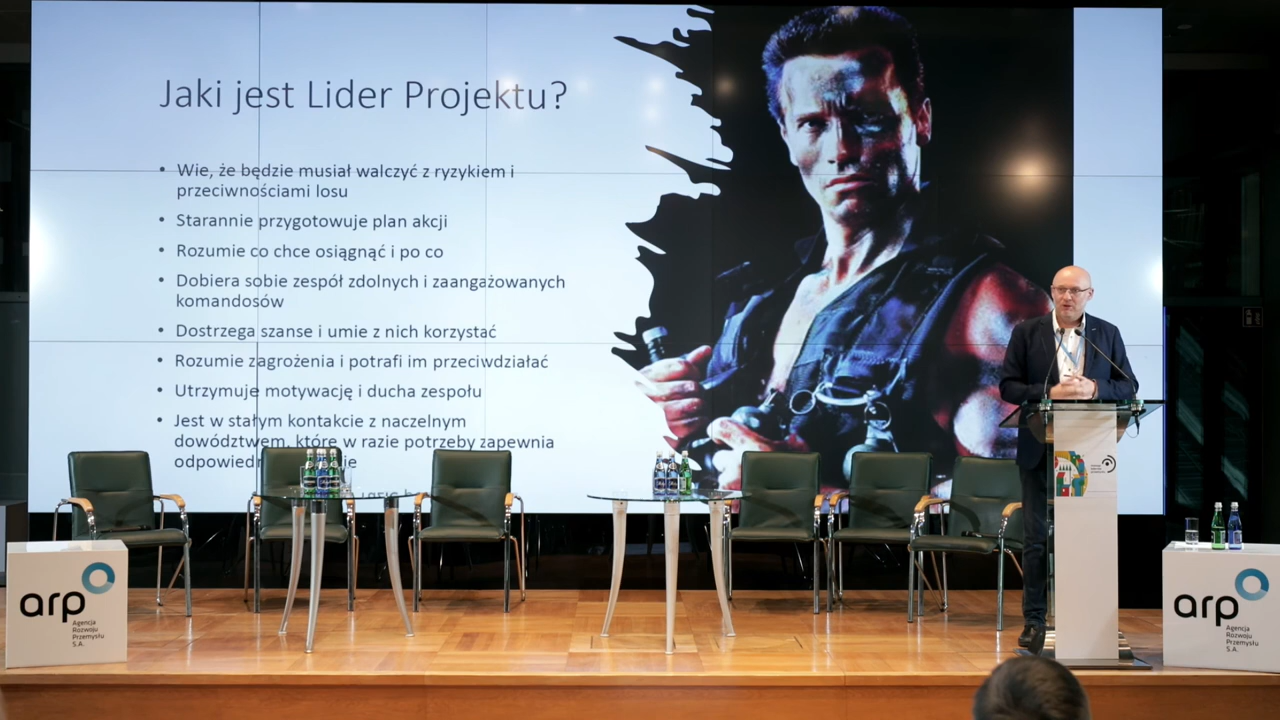 Jaki jest Lider Projektu?
• Wie, że będzie musiał walczyć z ryzykiem i
przeciwnościami losu
• Starannie przygotowuje plan akcji
• Rozumie co chce osiągnąć i po co
• Dobiera sobie zespół zdolnych i zaangażowanych
komandosów
• Dostrzega szanse i umie z nich korzystać
• Rozumie zagrożenia i potrafi im przeciwdziałać
• Utrzymuje motywację i ducha zespołu
• Jest w stałym kontakcie z naczelnym
dowództwem, które w razie potrzeby zapewnia
arp
Agencja
Rozwoju
Przemysłu
S.A.
arp
Agencja
Rozwoju
Przemysłu
S.A.